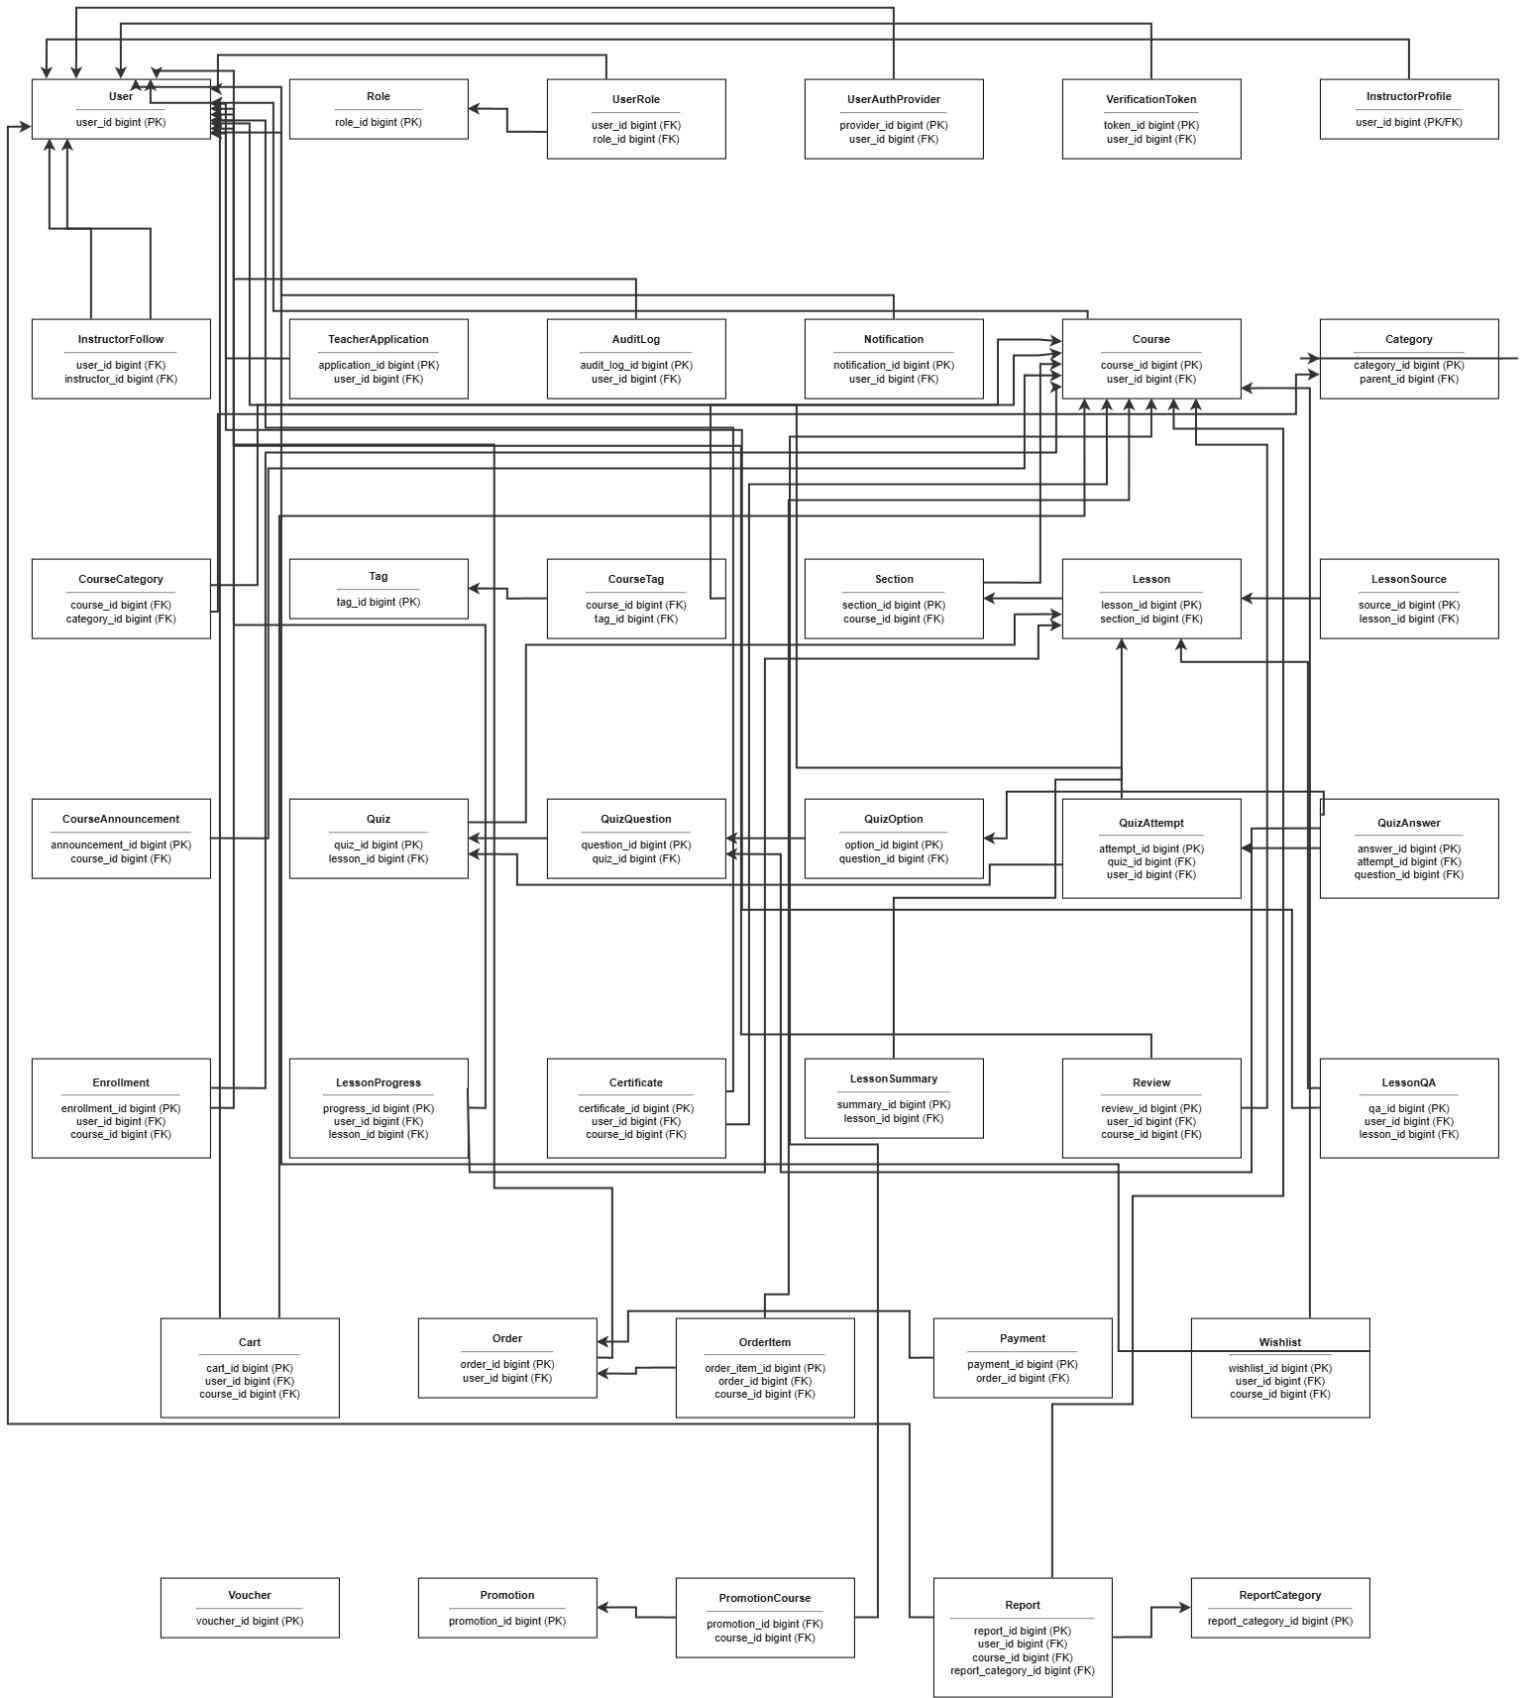 User
user_id bigint (PK)
Role
role_id bigint (PK)
UserRole
user_id bigint (FK)
role_id bigint (FK)
UserAuthProvider
provider_id bigint (PK)
user_id bigint (FK)
VerificationToken
token_id bigint (PK)
user_id bigint (FK)
InstructorProfile
user_id bigint (PK/FK)
InstructorFollow
user_id bigint (FK)
instructor_id bigint (FK)
TeacherApplication
application_id bigint (PK)
user_id bigint (FK)
AuditLog
audit_log_id bigint (PK)
user_id bigint (FK)
Notification
notification_id bigint (PK)
user_id bigint (FK)
Course
course_id bigint (PK)
user_id bigint (FK)
Category
category_id bigint (PK)
parent_id bigint (FK)
CourseCategory
course_id bigint (FK)
category_id bigint (FK)
Tag
tag_id bigint (PK)
CourseTag
course_id bigint (FK)
tag_id bigint (FK)
Section
section_id bigint (PK)
course_id bigint (FK)
Lesson
lesson_id bigint (PK)
section_id bigint (FK)
LessonSource
source_id bigint (PK)
lesson_id bigint (FK)
CourseAnnouncement
announcement_id bigint (PK)
course_id bigint (FK)
Quiz
quiz_id bigint (PK)
lesson_id bigint (FK)
QuizQuestion
question_id bigint (PK)
quiz_id bigint (FK)
QuizOption
option_id bigint (PK)
question_id bigint (FK)
QuizAttempt
attempt_id bigint (PK)
quiz_id bigint (FK)
user_id bigint (FK)
QuizAnswer
answer_id bigint (PK)
attempt_id bigint (FK)
question_id bigint (FK)
Enrollment
enrollment_id bigint (PK)
user_id bigint (FK)
course_id bigint (FK)
LessonProgress
progress_id bigint (PK)
user_id bigint (FK)
lesson_id bigint (FK)
Certificate
certificate_id bigint (PK)
user_id bigint (FK)
course_id bigint (FK)
LessonSummary
summary_id bigint (PK)
lesson_id bigint (FK)
Review
review_id bigint (PK)
user_id bigint (FK)
course_id bigint (FK)
LessonQA
qa_id bigint (PK)
user_id bigint (FK)
lesson_id bigint (FK)
Cart
cart_id bigint (PK)
user_id bigint (FK)
course_id bigint (FK)
Order
order_id bigint (PK)
user_id bigint (FK)
OrderItem
order_item_id bigint (PK)
order_id bigint (FK)
course_id bigint (FK)
Payment
payment_id bigint (PK)
order_id bigint (FK)
Wishlist
wishlist_id bigint (PK)
user_id bigint (FK)
course_id bigint (FK)
Voucher
voucher_id bigint (PK)
Promotion
promotion_id bigint (PK)
PromotionCourse
promotion_id bigint (FK)
course_id bigint (FK)
Report
report_id bigint (PK)
user_id bigint (FK)
course_id bigint (FK)
report_category_id bigint (FK)
ReportCategory
report_category_id bigint (PK)